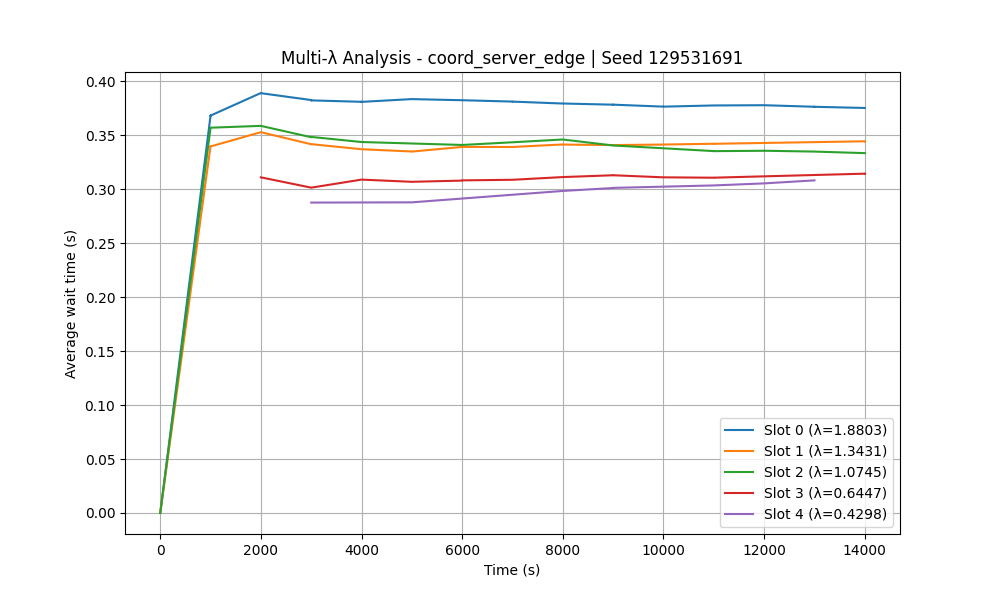 Multi-λ Analysis - coord_server_edge | Seed 129531691
Average wait time (s)
0.40
0.35
0.30
0.25
0.20
0.15
0.10
0.05
0.00
Slot 0 (λ=1.8803)
Slot 1 (λ=1.3431)
Slot 2 (λ=1.0745)
Slot 3 (λ=0.6447)
Slot 4 (λ=0.4298)
0 2000 4000 6000 8000 10000 12000 14000
Time (s)